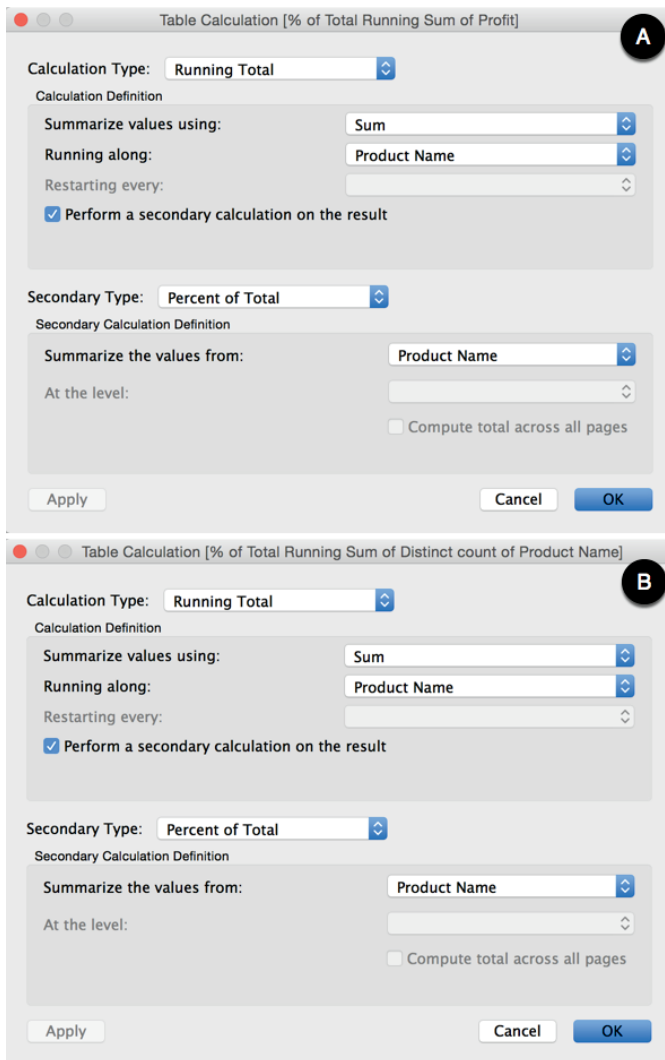 Table Calculation [% of Total Running Sum of Profit]
A
Calculation Type: Running Total
Calculation Definition
Summarize values using: Sum
Running along: Product Name
Restarting every:
Perform a secondary calculation on the result
Secondary Type: Percent of Total
Secondary Calculation Definition
Summarize the values from: Product Name
At the level:
Compute total across all pages
Apply Cancel OK
Table Calculation [% of Total Running Sum of Distinct count of Product Name]
B
Calculation Type: Running Total
Calculation Definition
Summarize values using: Sum
Running along: Product Name
Restarting every:
Perform a secondary calculation on the result
Secondary Type: Percent of Total
Secondary Calculation Definition
Summarize the values from: Product Name
At the level:
Compute total across all pages
Apply Cancel OK